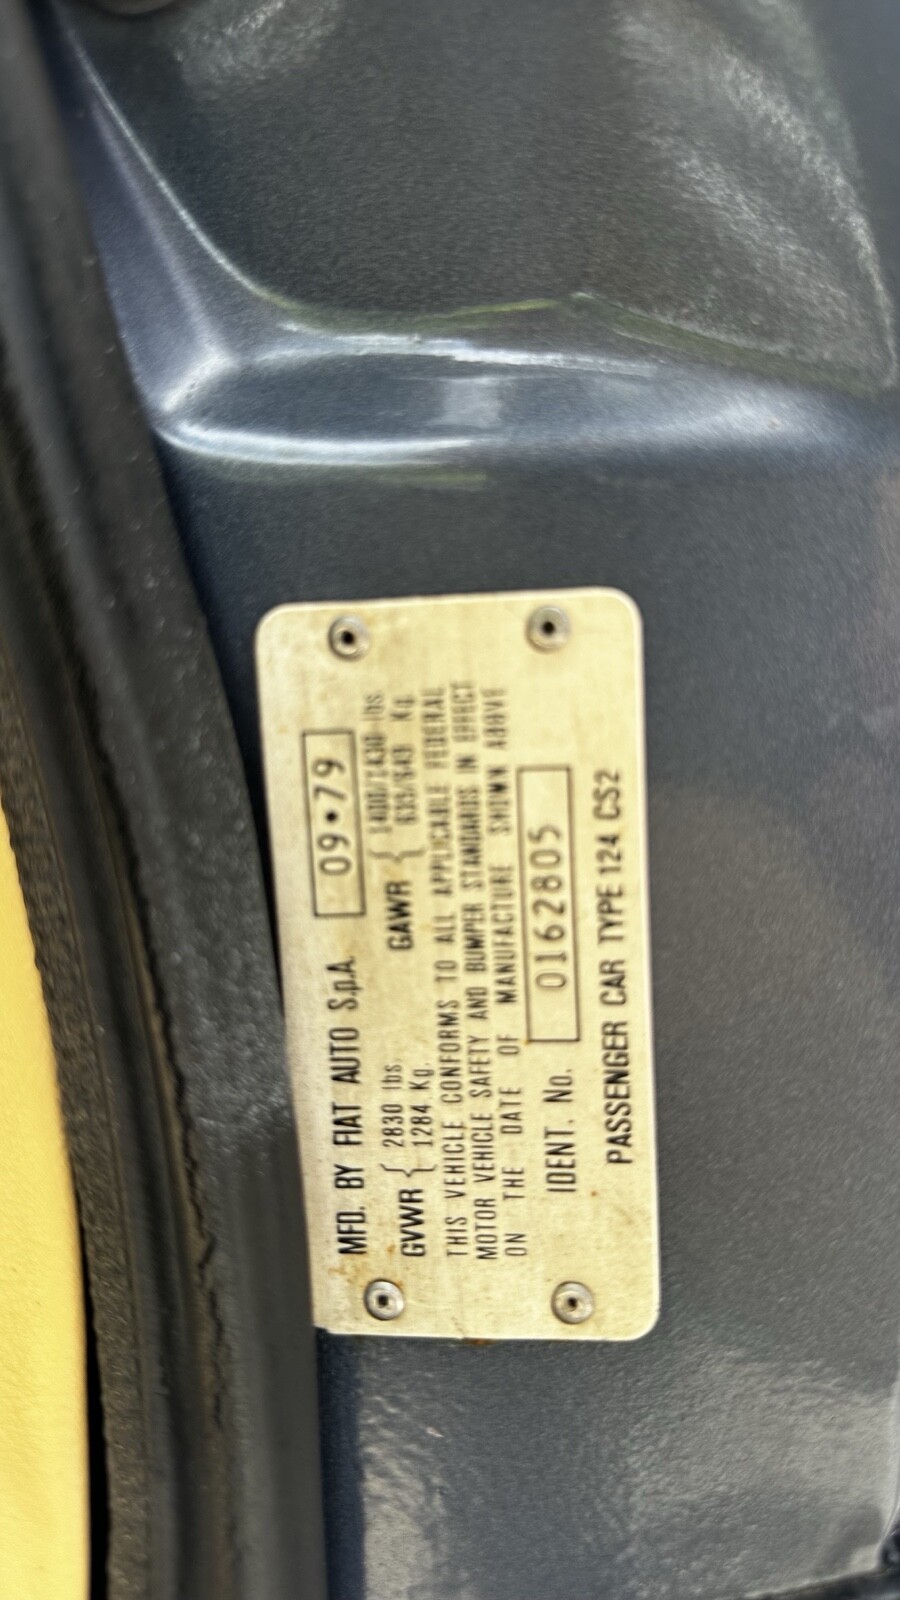 MFD. BY FIAT AUTO S.p.A. 09•79
GVWR { 2830 lbs. GAWR { 1400/1430 lbs
1284 Kg. 635/649 Kg.
THIS VEHICLE CONFORMS TO ALL APPLICABLE FEDERAL
MOTOR VEHICLE SAFETY AND BUMPER STANDARDS IN EFFECT
ON THE DATE OF MANUFACTURE SHOWN ABOVE
IDENT. No. 0162805
PASSENGER CAR TYPE 124 CS2